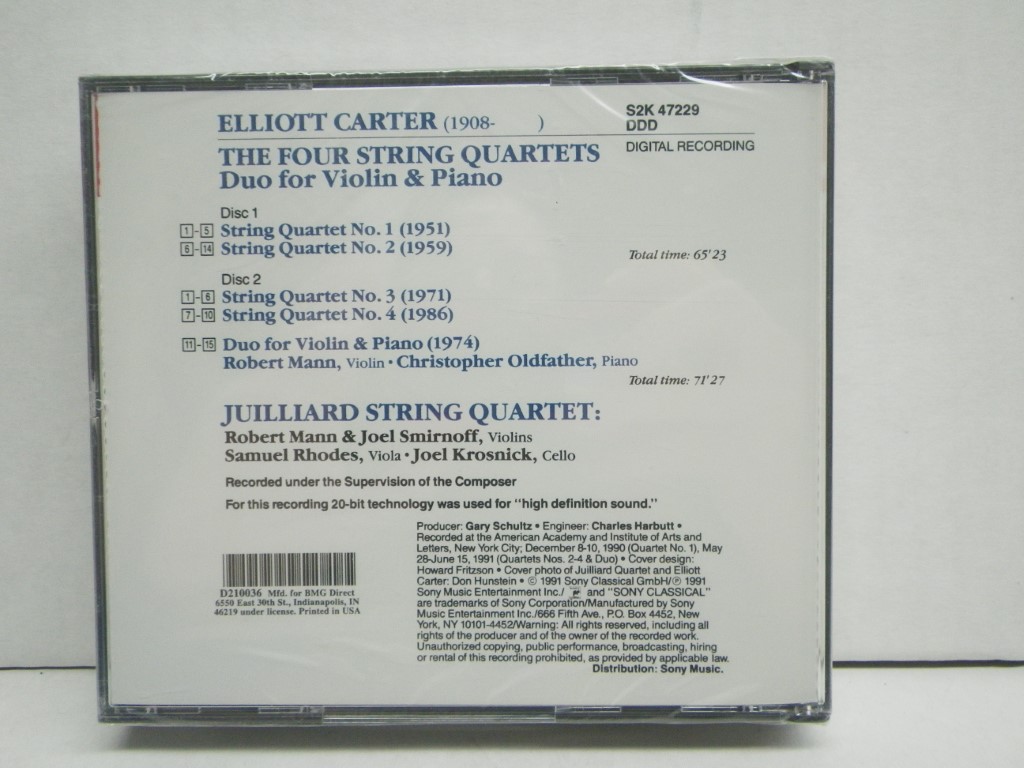 ELLIOTT CARTER (1908- )
S2K 47229
DDD
DIGITAL RECORDING
THE FOUR STRING QUARTETS
Duo for Violin & Piano
Disc 1
1-5 String Quartet No. 1 (1951)
6-14 String Quartet No. 2 (1959)
Total time: 65'23
Disc 2
1-6 String Quartet No. 3 (1971)
7-10 String Quartet No. 4 (1986)
11-15 Duo for Violin & Piano (1974)
Robert Mann, Violin • Christopher Oldfather, Piano
Total time: 71'27
JUILLIARD STRING QUARTET:
Robert Mann & Joel Smirnoff, Violins
Samuel Rhodes, Viola • Joel Krosnick, Cello
Recorded under the Supervision of the Composer
For this recording 20-bit technology was used for "high definition sound."
Producer: Gary Schultz • Engineer: Charles Harbutt •
Recorded at the American Academy and Institute of Arts and
Letters, New York City; December 8-10, 1990 (Quartet No. 1), May
28-June 15, 1991 (Quartets Nos. 2-4 & Duo) • Cover design:
Howard Fritzson • Cover photo of Juilliard Quartet and Elliott
Carter: Don Hunstein • © 1991 Sony Classical GmbH/℗ 1991
Sony Music Entertainment Inc./ and "SONY CLASSICAL"
are trademarks of Sony Corporation/Manufactured by Sony
Music Entertainment Inc./666 Fifth Ave., P.O. Box 4452, New
York, NY 10101-4452/Warning: All rights reserved, including all
rights of the producer and of the owner of the recorded work.
Unauthorized copying, public performance, broadcasting, hiring
or rental of this recording prohibited, as provided by applicable law.
Distribution: Sony Music.
D210036 Mfd. for BMG Direct
6550 East 30th St., Indianapolis, IN
46219 under license. Printed in USA